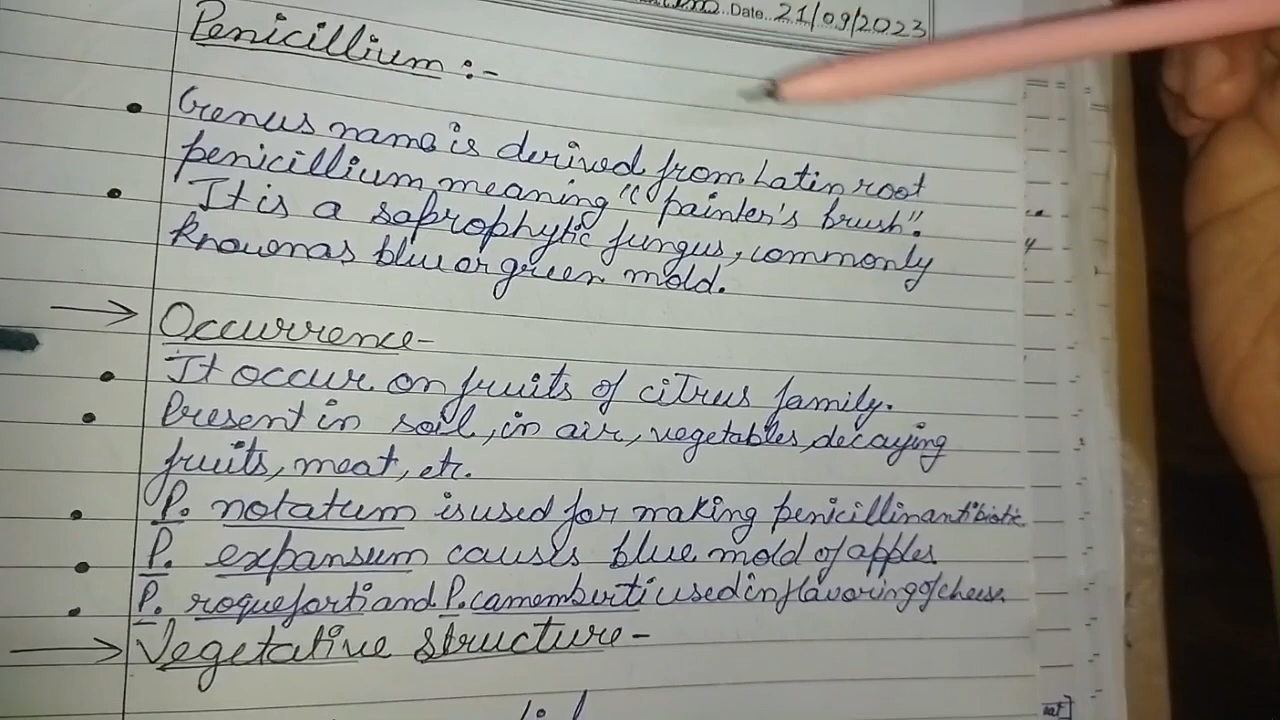 Date..21/09/2023
Penicillium :-
• Genus name is derived from Latin root
penicillium, meaning "painter's brush".
• It is a saprophytic fungus, commonly
known as blue or green mold.
→ Occurrence-
• It occur on fruits of citrus family.
• Present in soil, in air, vegetables, decaying
fruits, meat, etc.
• P. notatum is used for making penicillin antibiotic
• P. expansum causes blue mold of apples.
• P. roqueforti and P. camemberti used in flavoring of cheese.
→ Vegetative structure-